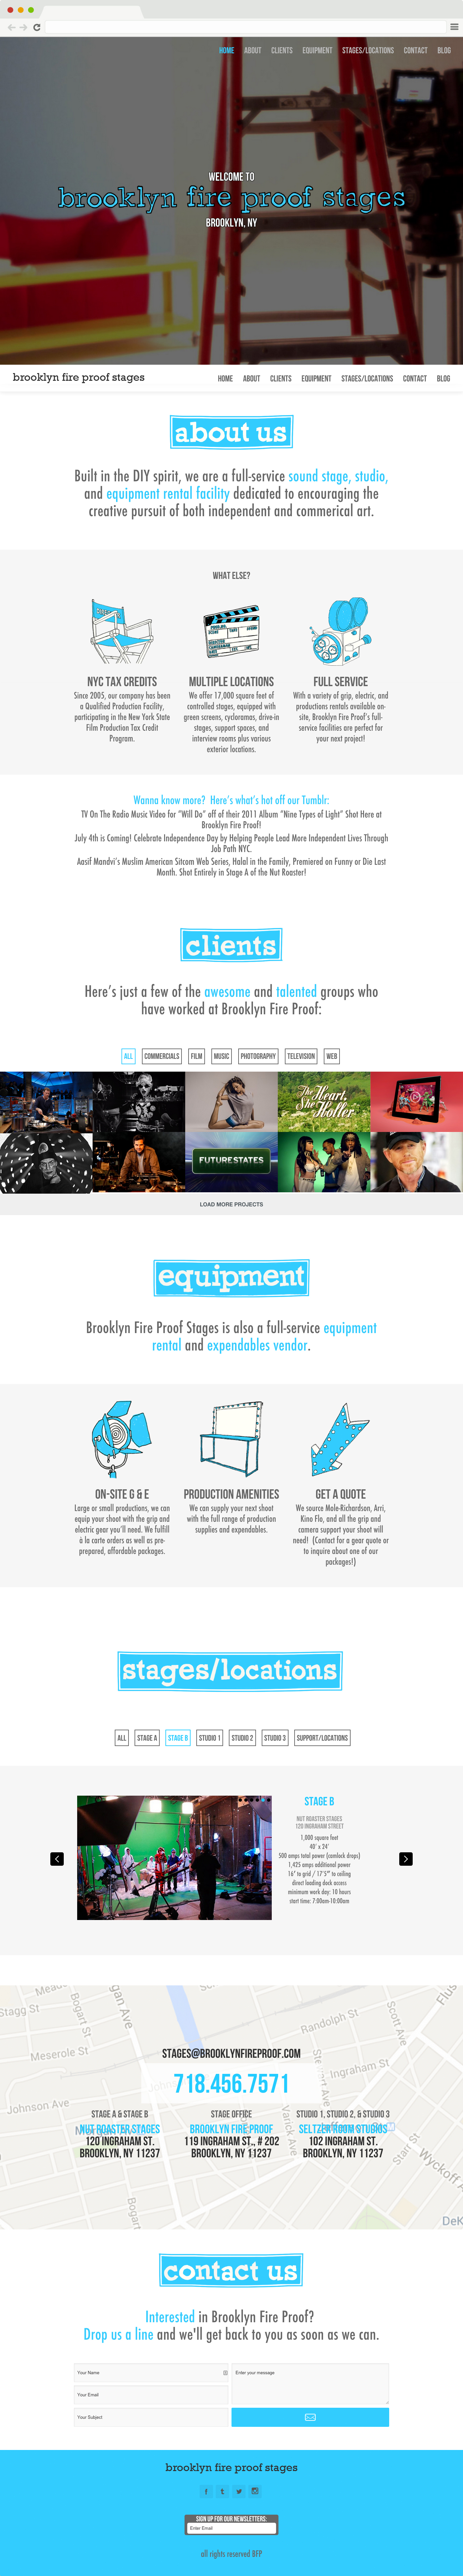 HOME ABOUT CLIENTS EQUIPMENT STAGES/LOCATIONS CONTACT BLOG
WELCOME TO
brooklyn fire proof stages
BROOKLYN, NY
brooklyn fire proof stages
HOME ABOUT CLIENTS EQUIPMENT STAGES/LOCATIONS CONTACT BLOG
about us
Built in the DIY spirit, we are a full-service sound stage, studio,
and equipment rental facility dedicated to encouraging the
creative pursuit of both independent and commerical art.
WHAT ELSE?
NYC TAX CREDITS
Since 2005, our company has been
a Qualified Production Facility,
participating in the New York State
Film Production Tax Credit
Program.
MULTIPLE LOCATIONS
We offer 17,000 square feet of
controlled stages, equipped with
green screens, cycloramas, drive-in
stages, support spaces, and
interview rooms plus various
exterior locations.
FULL SERVICE
With a variety of grip, electric, and
productions rentals available on-
site, Brooklyn Fire Proof's full-
service facilities are perfect for
your next project!
Wanna know more? Here's what's hot off our Tumblr:
TV On The Radio Music Video for "Will Do" off of their 2011 Album "Nine Types of Light" Shot Here at
Brooklyn Fire Proof!
July 4th is Coming! Celebrate Independence Day by Helping People Lead More Independent Lives Through
Job Path NYC.
Aasif Mandvi's Muslim American Sitcom Web Series, Halal in the Family, Premiered on Funny or Die Last
Month. Shot Entirely in Stage A of the Nut Roaster!
clients
Here's just a few of the awesome and talented groups who
have worked at Brooklyn Fire Proof:
ALL COMMERCIALS FILM MUSIC PHOTOGRAPHY TELEVISION WEB
The Heart, She Holler
FUTURESTATES
LOAD MORE PROJECTS
equipment
Brooklyn Fire Proof Stages is also a full-service equipment
rental and expendables vendor.
ON-SITE G & E
Large or small productions, we can
equip your shoot with the grip and
electric gear you'll need. We fulfill
à la carte orders as well as pre-
prepared, affordable packages.
PRODUCTION AMENITIES
We can supply your next shoot
with the full range of production
supplies and expendables.
GET A QUOTE
We source Mole-Richardson, Arri,
Kino Flo, and all the grip and
camera support your shoot will
need! (Contact for a gear quote or
to inquire about one of our
packages!)
stages/locations
ALL STAGE A STAGE B STUDIO 1 STUDIO 2 STUDIO 3 SUPPORT/LOCATIONS
STAGE B
NUT ROASTER STAGES
120 INGRAHAM STREET
1,000 square feet
40' x 24'
500 amps total power (camlock drops)
1,425 amps additional power
16" to grid / 17'5" to ceiling
direct loading dock access
minimum work day: 10 hours
start time: 7:00am-10:00am
Stagg St
Bogart St
Meserole St
Johnson Ave
Randolph St
Scott Ave
Ingraham St
Varick Ave
Wyckoff A
DeK
STAGES@BROOKLYNFIREPROOF.COM
718.456.7571
STAGE A & STAGE B
NUT ROASTER STAGES
120 INGRAHAM ST.
BROOKLYN, NY 11237
STAGE OFFICE
BROOKLYN FIRE PROOF
119 INGRAHAM ST., # 202
BROOKLYN, NY 11237
STUDIO 1, STUDIO 2, & STUDIO 3
SELTZER ROOM STUDIOS
102 INGRAHAM ST.
BROOKLYN, NY 11237
contact us
Interested in Brooklyn Fire Proof?
Drop us a line and we'll get back to you as soon as we can.
Your Name
Your Email
Your Subject
Enter your message
brooklyn fire proof stages
SIGN UP FOR OUR NEWSLETTERS:
Enter Email
all rights reserved BFP